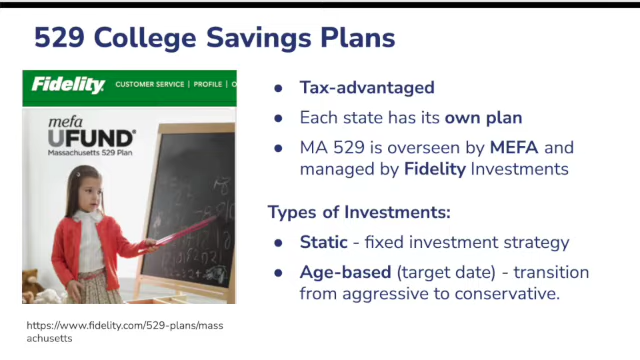 529 College Savings Plans
Fidelity
CUSTOMER SERVICE | PROFILE | O
mefa
UFUND®
Massachusetts 529 Plan
https://www.fidelity.com/529-plans/mass
achusetts
● Tax-advantaged
● Each state has its own plan
● MA 529 is overseen by MEFA and
managed by Fidelity Investments
Types of Investments:
● Static - fixed investment strategy
● Age-based (target date) - transition
from aggressive to conservative.